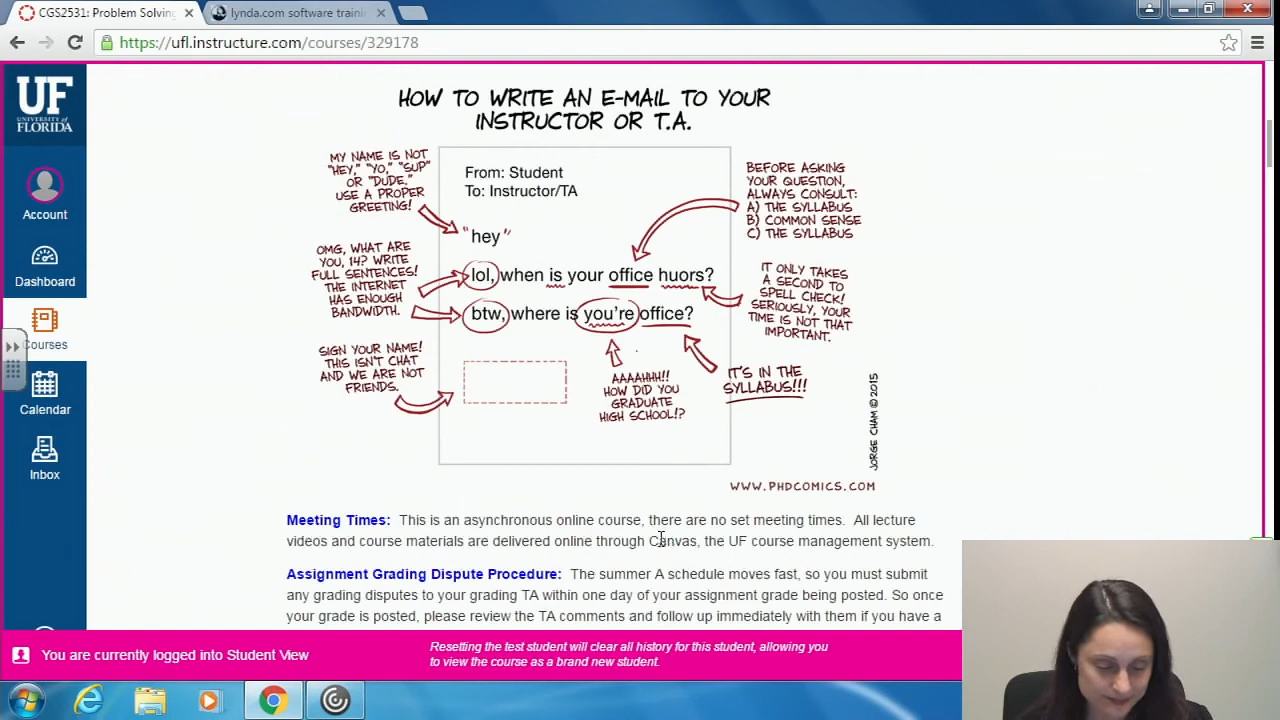 CGS2531: Problem Solving
lynda.com software traini
https://ufl.instructure.com/courses/329178
UF
UNIVERSITY of
FLORIDA
Account
Dashboard
Courses
Calendar
Inbox
HOW TO WRITE AN E-MAIL TO YOUR
INSTRUCTOR OR T.A.
MY NAME IS NOT
"HEY," "YO," "SUP"
OR "DUDE."
USE A PROPER
GREETING!
OMG, WHAT ARE
YOU, 14? WRITE
FULL SENTENCES!
THE INTERNET
HAS ENOUGH
BANDWIDTH.
SIGN YOUR NAME!
THIS ISN'T CHAT
AND WE ARE NOT
FRIENDS.
From: Student
To: Instructor/TA
"hey"
lol, when is your office huors?
btw, where is you're office?
BEFORE ASKING
YOUR QUESTION,
ALWAYS CONSULT:
A) THE SYLLABUS
B) COMMON SENSE
C) THE SYLLABUS
IT ONLY TAKES
A SECOND TO
SPELL CHECK!
SERIOUSLY, YOUR
TIME IS NOT THAT
IMPORTANT.
AAAAHHH!!
HOW DID YOU
GRADUATE
HIGH SCHOOL!?
IT'S IN THE
SYLLABUS!!!
JORGE CHAM © 2015
WWW.PHDCOMICS.COM
Meeting Times: This is an asynchronous online course, there are no set meeting times. All lecture
videos and course materials are delivered online through Canvas, the UF course management system.
Assignment Grading Dispute Procedure: The summer A schedule moves fast, so you must submit
any grading disputes to your grading TA within one day of your assignment grade being posted. So once
your grade is posted, please review the TA comments and follow up immediately with them if you have a
You are currently logged into Student View
Resetting the test student will clear all history for this student, allowing you
to view the course as a brand new student.